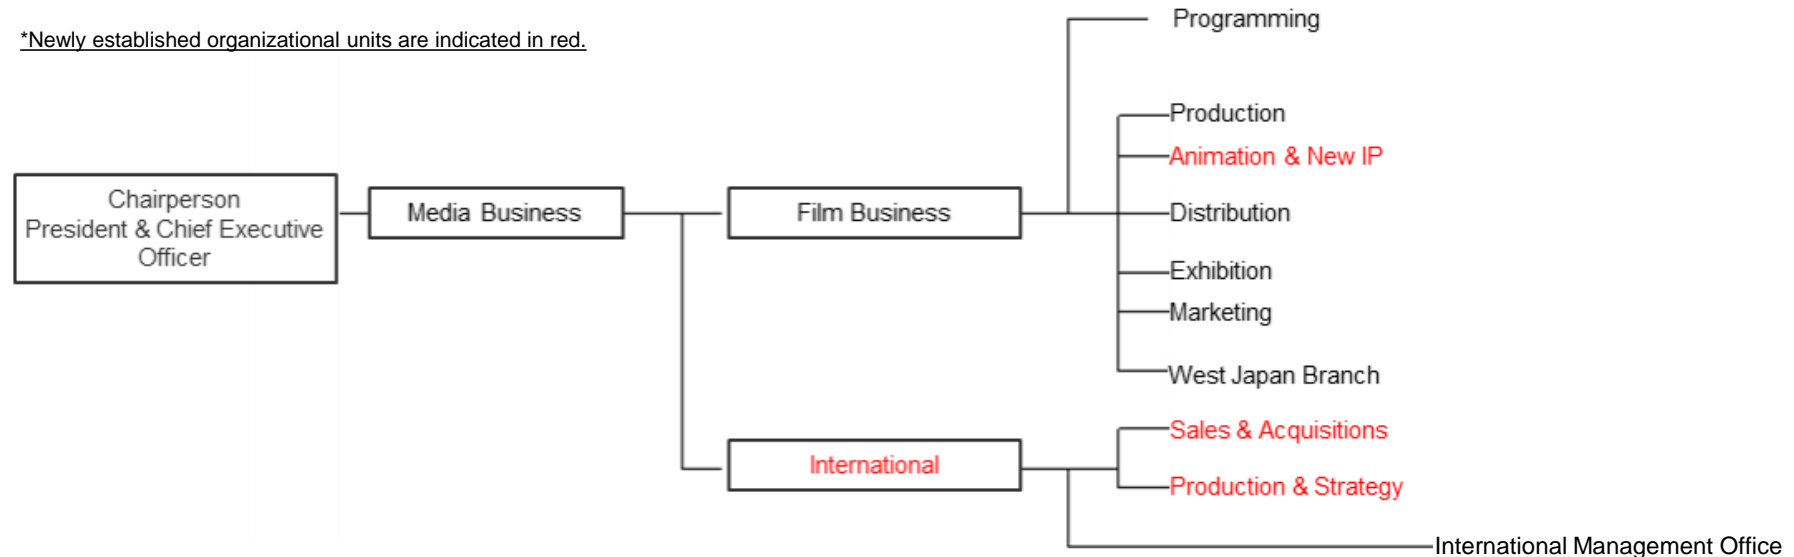 *Newly established organizational units are indicated in red.
Programming
Production
Animation & New IP
Chairperson
President & Chief Executive
Officer
Media Business
Film Business
Distribution
Exhibition
Marketing
West Japan Branch
Sales & Acquisitions
International
Production & Strategy
International Management Office